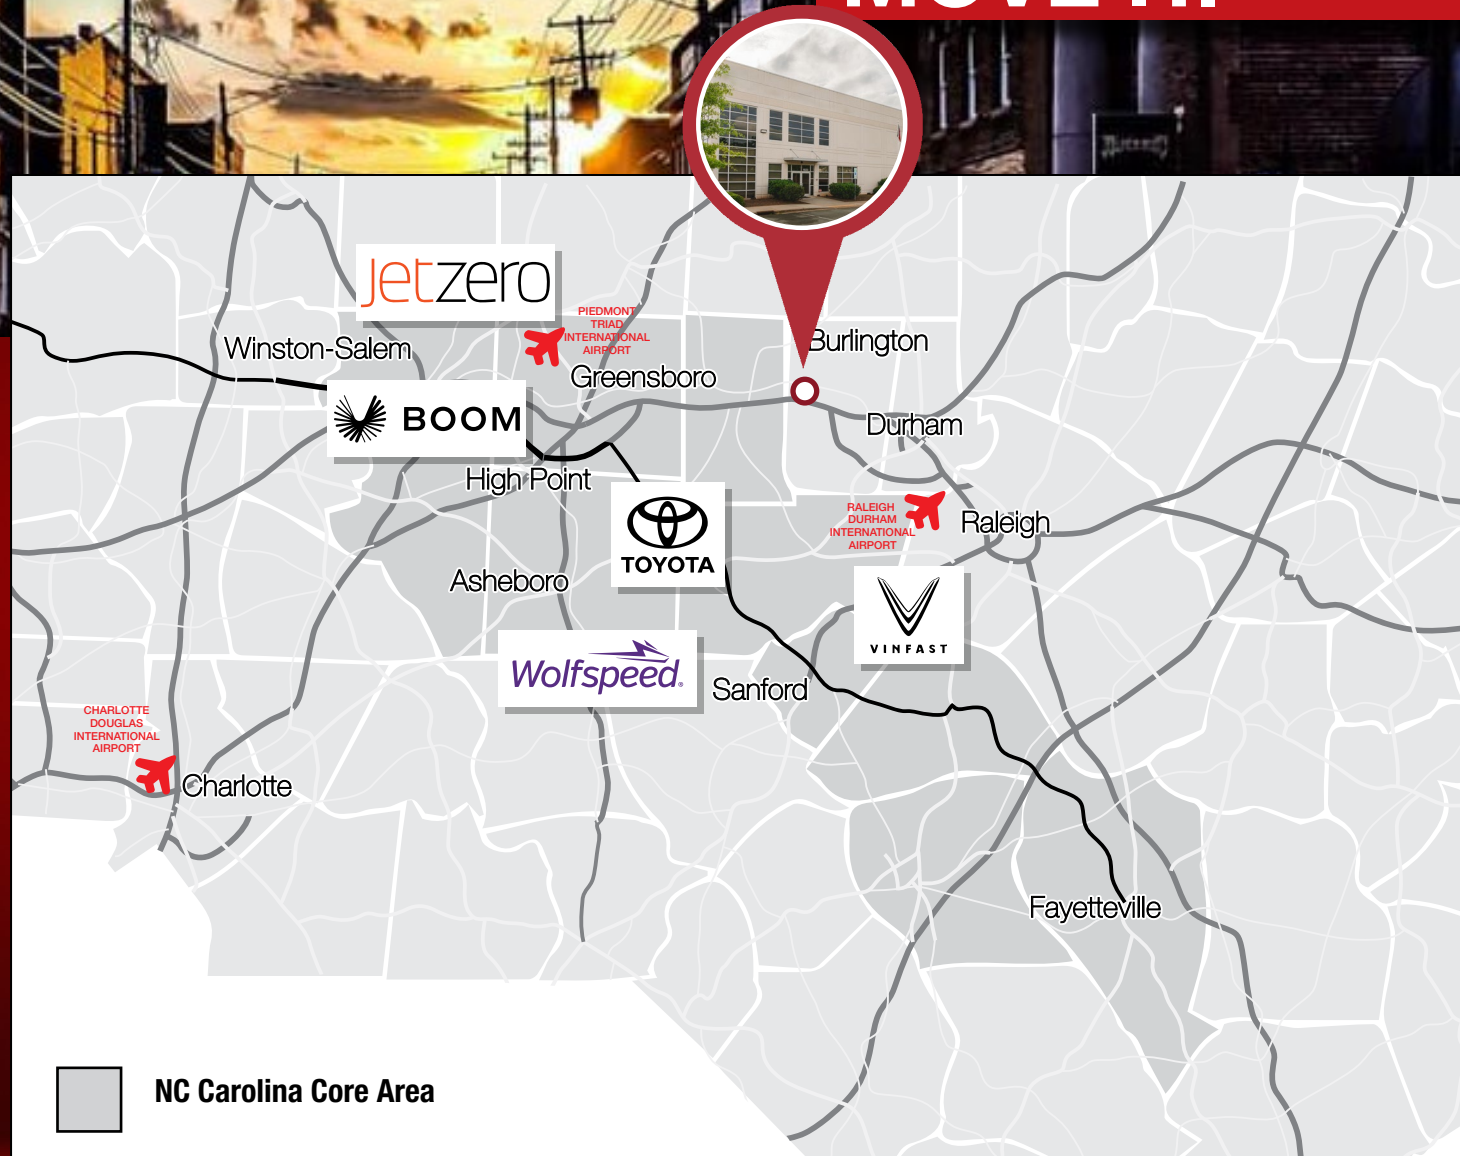 jetzero
PIEDMONT
TRIAD
INTERNATIONAL
AIRPORT
Burlington
Winston-Salem
Greensboro
BOOM
Durham
High Point
RALEIGH
DURHAM
INTERNATIONAL
AIRPORT
Raleigh
TOYOTA
Asheboro
VINFAST
Wolfspeed.
Sanford
CHARLOTTE
DOUGLAS
INTERNATIONAL
AIRPORT
Charlotte
Fayetteville
NC Carolina Core Area